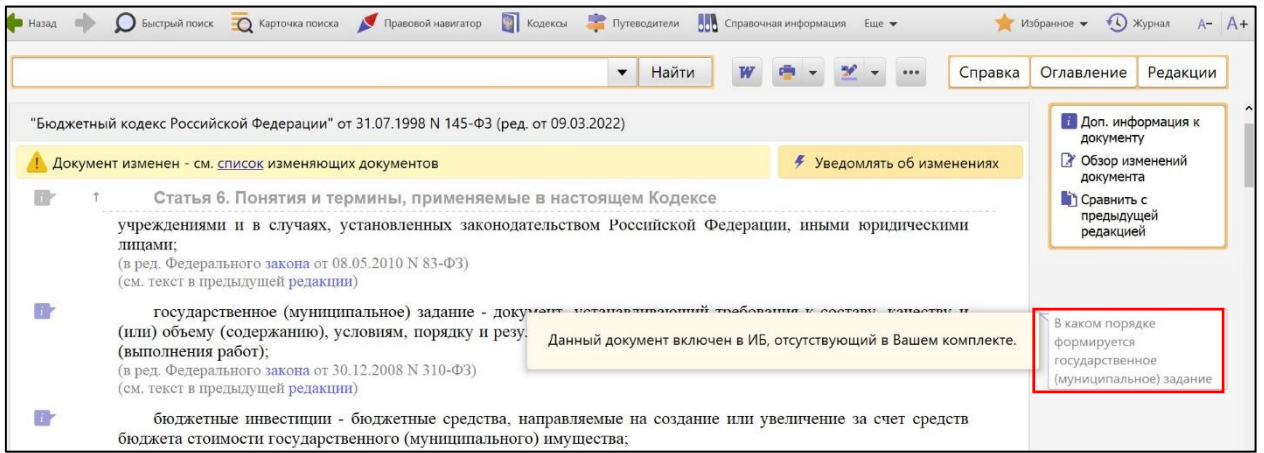 Назад Быстрый поиск Карточка поиска Правовой навигатор Кодексы Путеводители Справочная информация Еще Избранное Журнал A- A+
Найти W ... Справка Оглавление Редакции
"Бюджетный кодекс Российской Федерации" от 31.07.1998 N 145-ФЗ (ред. от 09.03.2022)
Документ изменен - см. список изменяющих документов Уведомлять об изменениях
Доп. информация к
документу
Обзор изменений
документа
Сравнить с
предыдущей
редакцией
Статья 6. Понятия и термины, применяемые в настоящем Кодексе
учреждениями и в случаях, установленных законодательством Российской Федерации, иными юридическими
лицами;
(в ред. Федерального закона от 08.05.2010 N 83-ФЗ)
(см. текст в предыдущей редакции)
государственное (муниципальное) задание - документ, устанавливающий требования к составу, качеству и
(или) объему (содержанию), условиям, порядку и резу
Данный документ включен в ИБ, отсутствующий в Вашем комплекте.
(выполнения работ);
(в ред. Федерального закона от 30.12.2008 N 310-ФЗ)
(см. текст в предыдущей редакции)
В каком порядке
формируется
государственное
(муниципальное) задание
бюджетные инвестиции - бюджетные средства, направляемые на создание или увеличение за счет средств
бюджета стоимости государственного (муниципального) имущества;